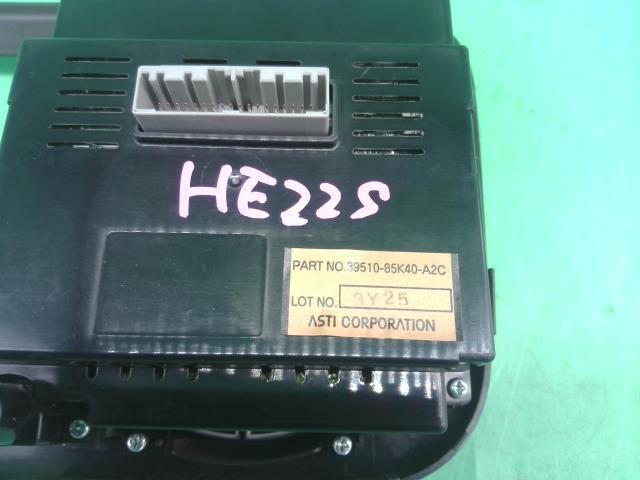 HE22S
PART NO.39510-85K40-A2C
LOT NO. 3Y25
ASTI CORPORATION